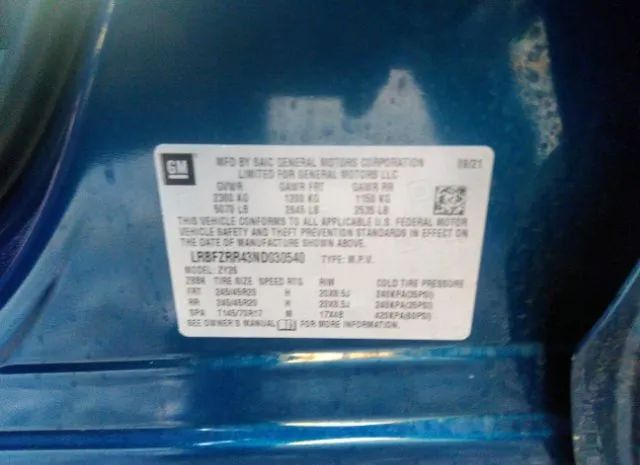 GM
MFD BY SAIC GENERAL MOTORS CORPORATION 09/21
LIMITED FOR GENERAL MOTORS LLC
GVWR GAWR FRT GAWR RR
2300 KG 1200 KG 1150 KG
5070 LB 2645 LB 2535 LB
THIS VEHICLE CONFORMS TO ALL APPLICABLE U.S. FEDERAL MOTOR
VEHICLE SAFETY AND THEFT PREVENTION STANDARDS IN EFFECT
ON THE DATE OF MANUFACTURE SHOWN ABOVE.
LRBFZRR43ND030540 TYPE: M.P.V.
MODEL: ZY26
ZBBK TIRE SIZE SPEED RTG RIM COLD TIRE PRESSURE
FRT 245/45R20 H 20X8.5J 240KPA(35PSI)
RR 245/45R20 H 20X8.5J 240KPA(35PSI)
SPA T145/70R17 M 17X4B 420KPA(60PSI)
SEE OWNER'S MANUAL